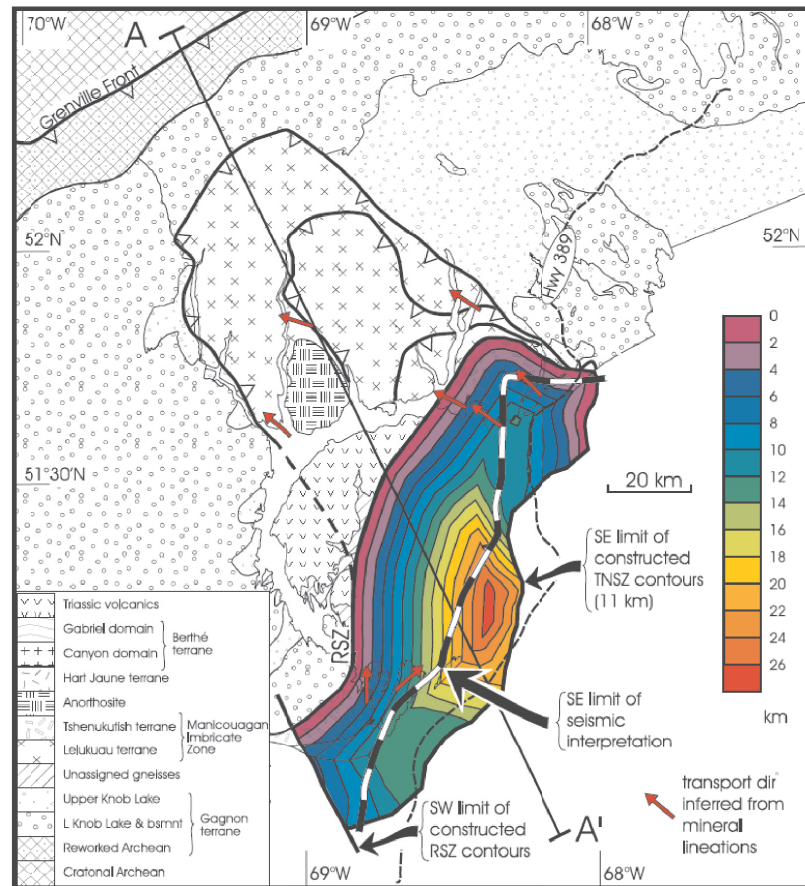 70°W
69°W
68°W
A
Grenville Front
52°N
52°N
Hwy 389
0
2
4
6
8
10
12
14
16
18
20
22
24
26
km
51°30'N
20 km
SE limit of
constructed
TNSZ contours
(11 km)
RSZ
SE limit of
seismic
interpretation
transport dir
inferred from
mineral
lineations
A'
SW limit of
constructed
RSZ contours
69°W
68°W
Triassic volcanics
Gabriel domain
Canyon domain
Berthé
terrane
Hart Jaune terrane
Anorthosite
Tshenukutish terrane
Lelukuau terrane
Manicouagan
Imbricate
Zone
Unassigned gneisses
Upper Knob Lake
L Knob Lake & bsmnt
Reworked Archean
Gagnon
terrane
Cratonal Archean